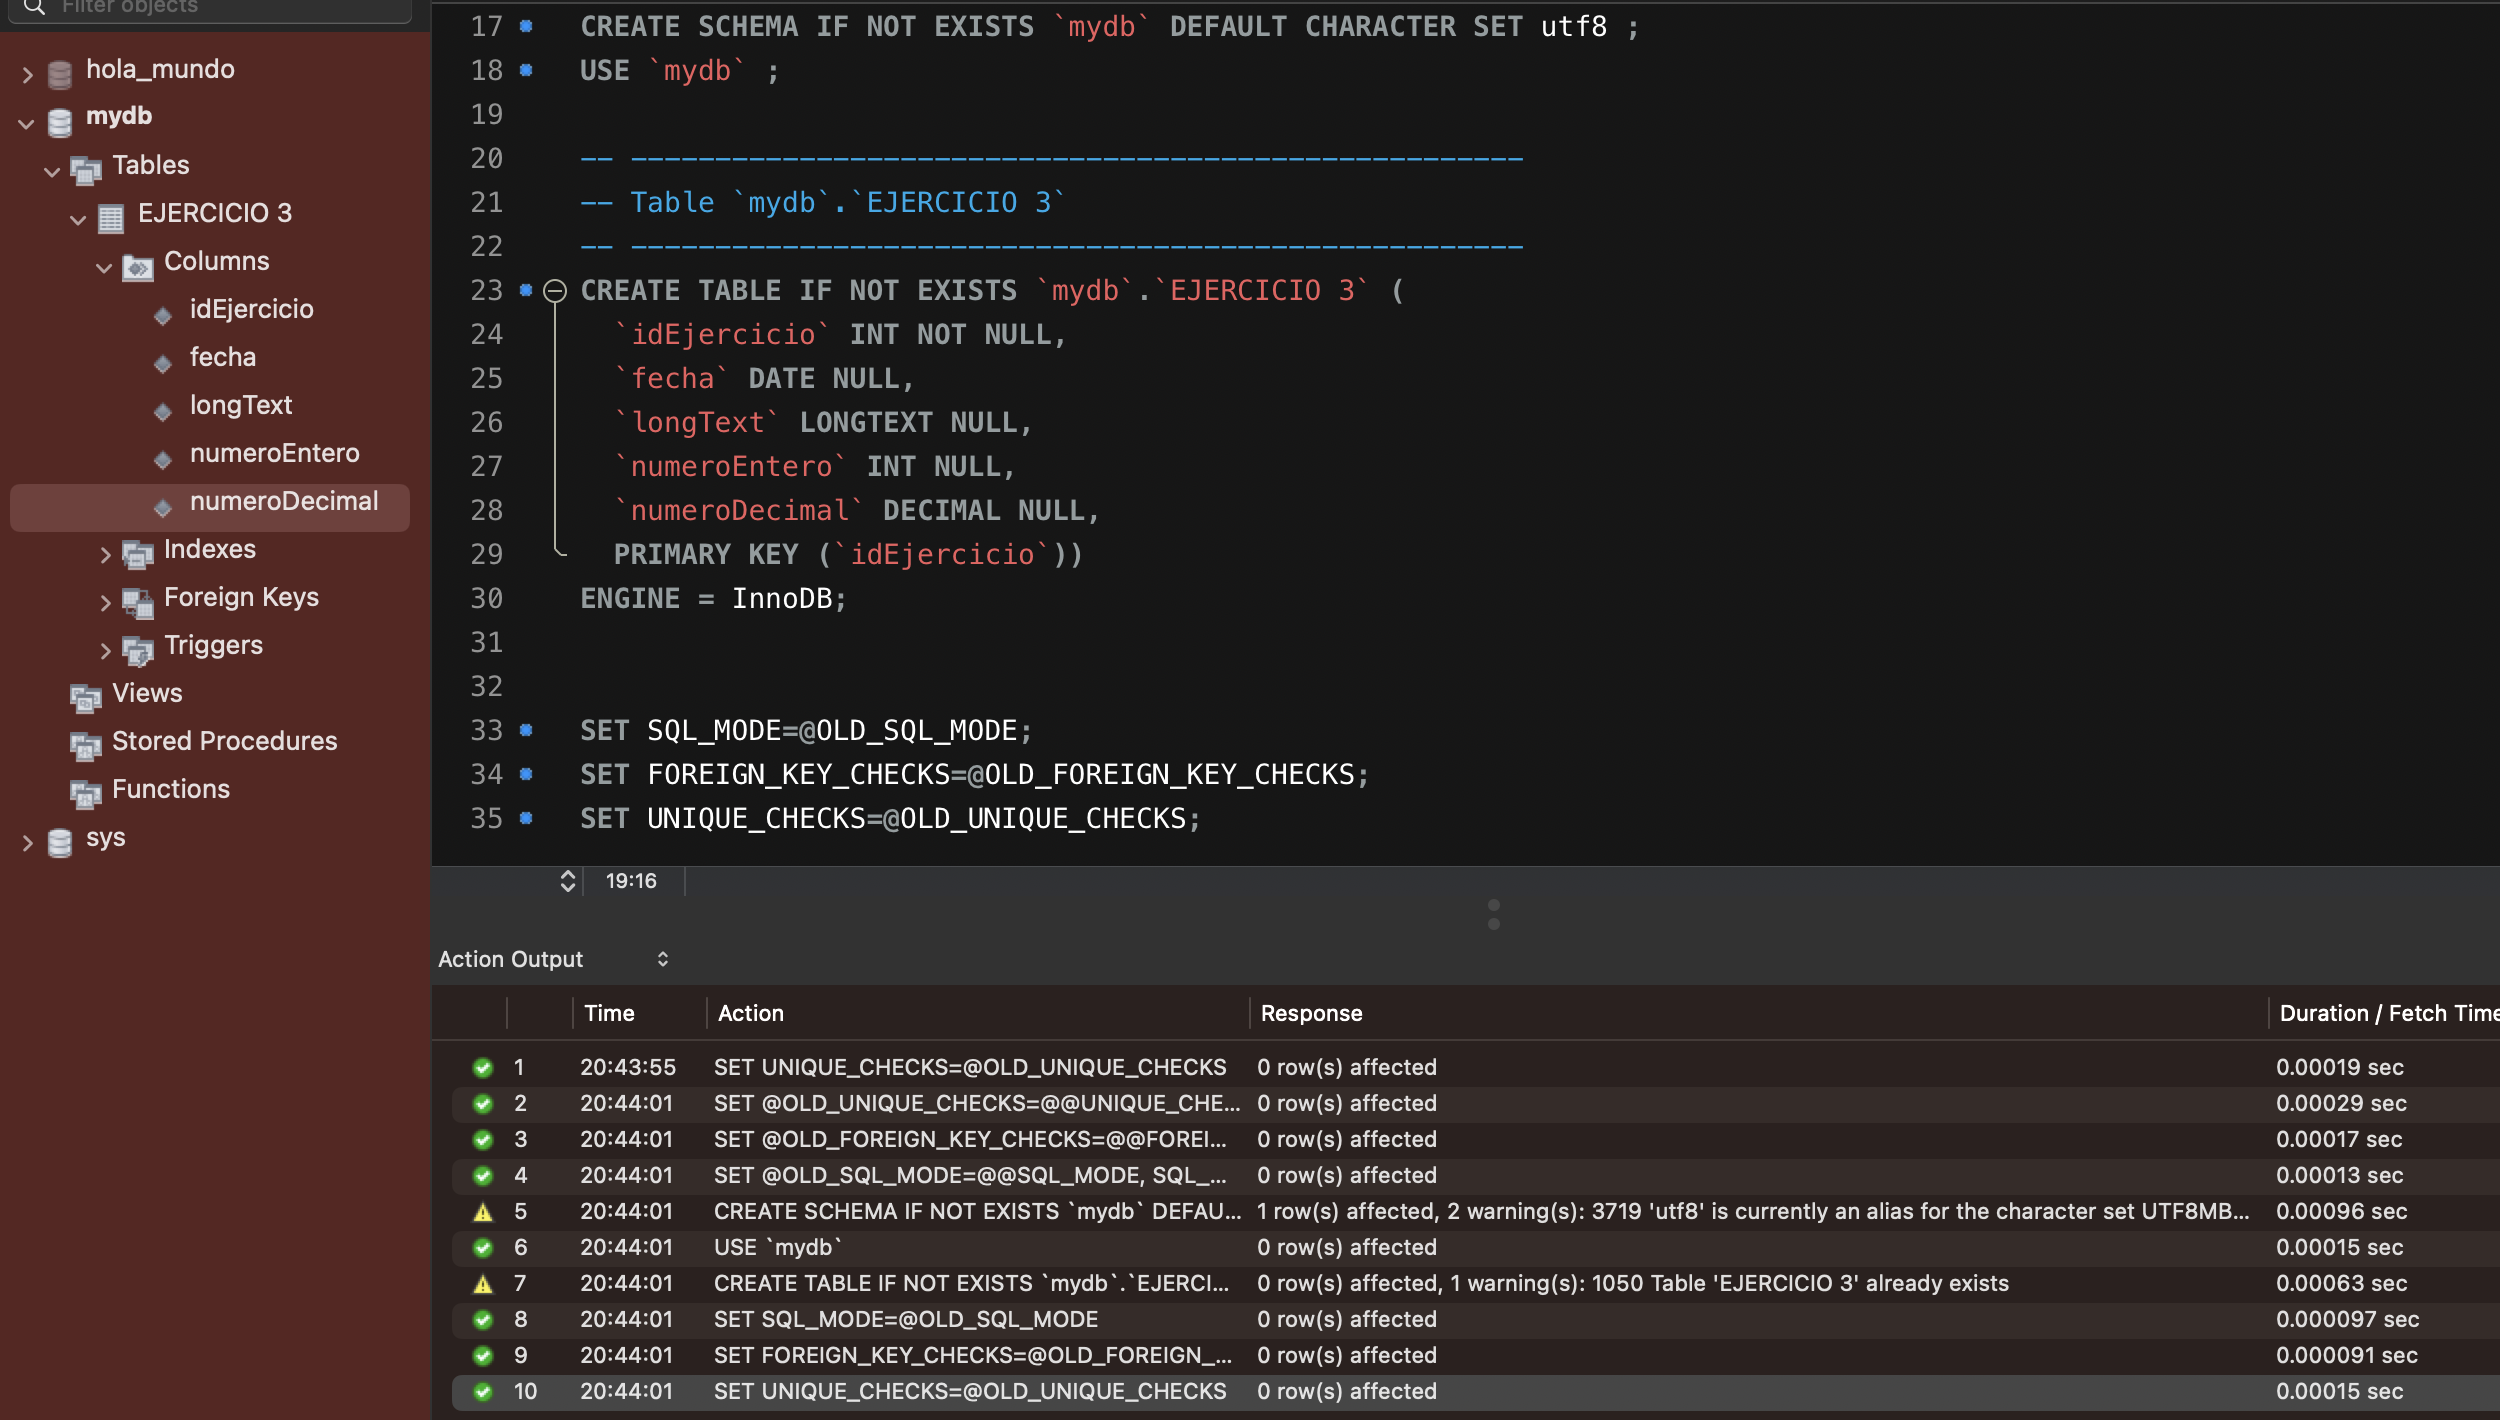 Filter objects
hola_mundo
mydb
Tables
EJERCICIO 3
Columns
idEjercicio
fecha
longText
numeroEntero
numeroDecimal
Indexes
Foreign Keys
Triggers
Views
Stored Procedures
Functions
sys
17 CREATE SCHEMA IF NOT EXISTS `mydb` DEFAULT CHARACTER SET utf8 ;
18 USE `mydb` ;
19
20 -- -----------------------------------------------------
21 -- Table `mydb`.`EJERCICIO 3`
22 -- -----------------------------------------------------
23 CREATE TABLE IF NOT EXISTS `mydb`.`EJERCICIO 3` (
24 `idEjercicio` INT NOT NULL,
25 `fecha` DATE NULL,
26 `longText` LONGTEXT NULL,
27 `numeroEntero` INT NULL,
28 `numeroDecimal` DECIMAL NULL,
29 PRIMARY KEY (`idEjercicio`))
30 ENGINE = InnoDB;
31
32
33 SET SQL_MODE=@OLD_SQL_MODE;
34 SET FOREIGN_KEY_CHECKS=@OLD_FOREIGN_KEY_CHECKS;
35 SET UNIQUE_CHECKS=@OLD_UNIQUE_CHECKS;
19:16
Action Output
Time Action Response Duration / Fetch Time
1 20:43:55 SET UNIQUE_CHECKS=@OLD_UNIQUE_CHECKS 0 row(s) affected 0.00019 sec
2 20:44:01 SET @OLD_UNIQUE_CHECKS=@@UNIQUE_CHE... 0 row(s) affected 0.00029 sec
3 20:44:01 SET @OLD_FOREIGN_KEY_CHECKS=@@FOREI... 0 row(s) affected 0.00017 sec
4 20:44:01 SET @OLD_SQL_MODE=@@SQL_MODE, SQL_... 0 row(s) affected 0.00013 sec
5 20:44:01 CREATE SCHEMA IF NOT EXISTS `mydb` DEFAU... 1 row(s) affected, 2 warning(s): 3719 'utf8' is currently an alias for the character set UTF8MB... 0.00096 sec
6 20:44:01 USE `mydb` 0 row(s) affected 0.00015 sec
7 20:44:01 CREATE TABLE IF NOT EXISTS `mydb`.`EJERCI... 0 row(s) affected, 1 warning(s): 1050 Table 'EJERCICIO 3' already exists 0.00063 sec
8 20:44:01 SET SQL_MODE=@OLD_SQL_MODE 0 row(s) affected 0.000097 sec
9 20:44:01 SET FOREIGN_KEY_CHECKS=@OLD_FOREIGN_... 0 row(s) affected 0.000091 sec
10 20:44:01 SET UNIQUE_CHECKS=@OLD_UNIQUE_CHECKS 0 row(s) affected 0.00015 sec